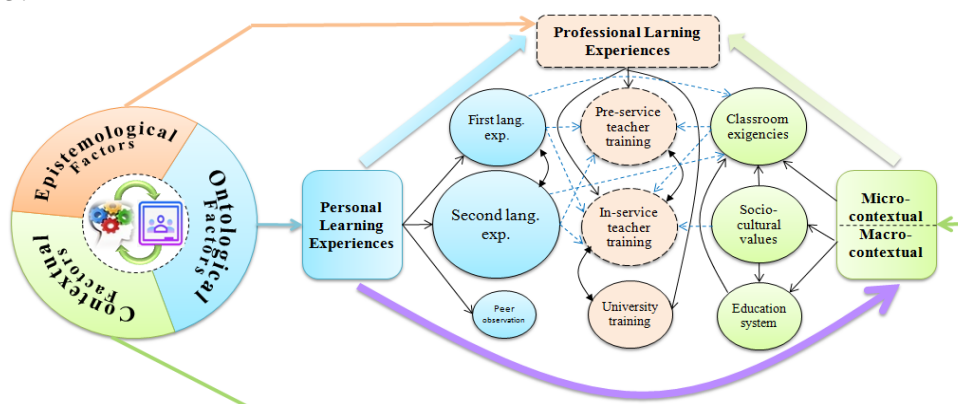 Professional Larning
Experiences
Epistemological
Factors
Ontological
Factors
Contextual
Factors
Personal
Learning
Experiences
First lang.
exp.
Second lang.
exp.
Peer
observation
Pre-service
teacher
training
In-service
teacher
training
University
training
Classroom
exigencies
Socio-
cultural
values
Education
system
Micro-
contextual
Macro-
contextual